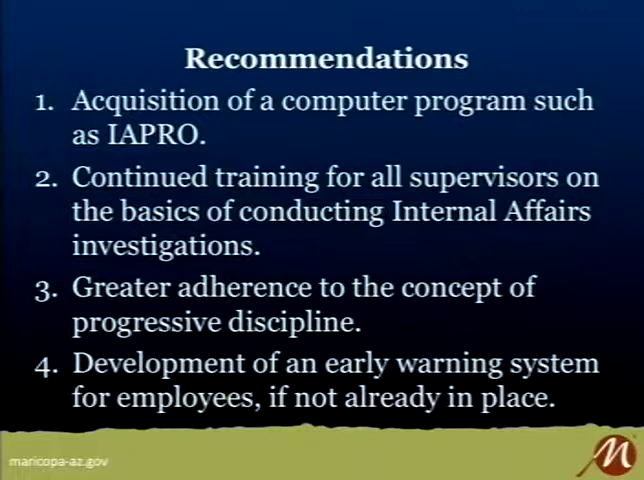 Recommendations
1. Acquisition of a computer program such
as IAPRO.
2. Continued training for all supervisors on
the basics of conducting Internal Affairs
investigations.
3. Greater adherence to the concept of
progressive discipline.
4. Development of an early warning system
for employees, if not already in place.
maricopa-az.gov
M